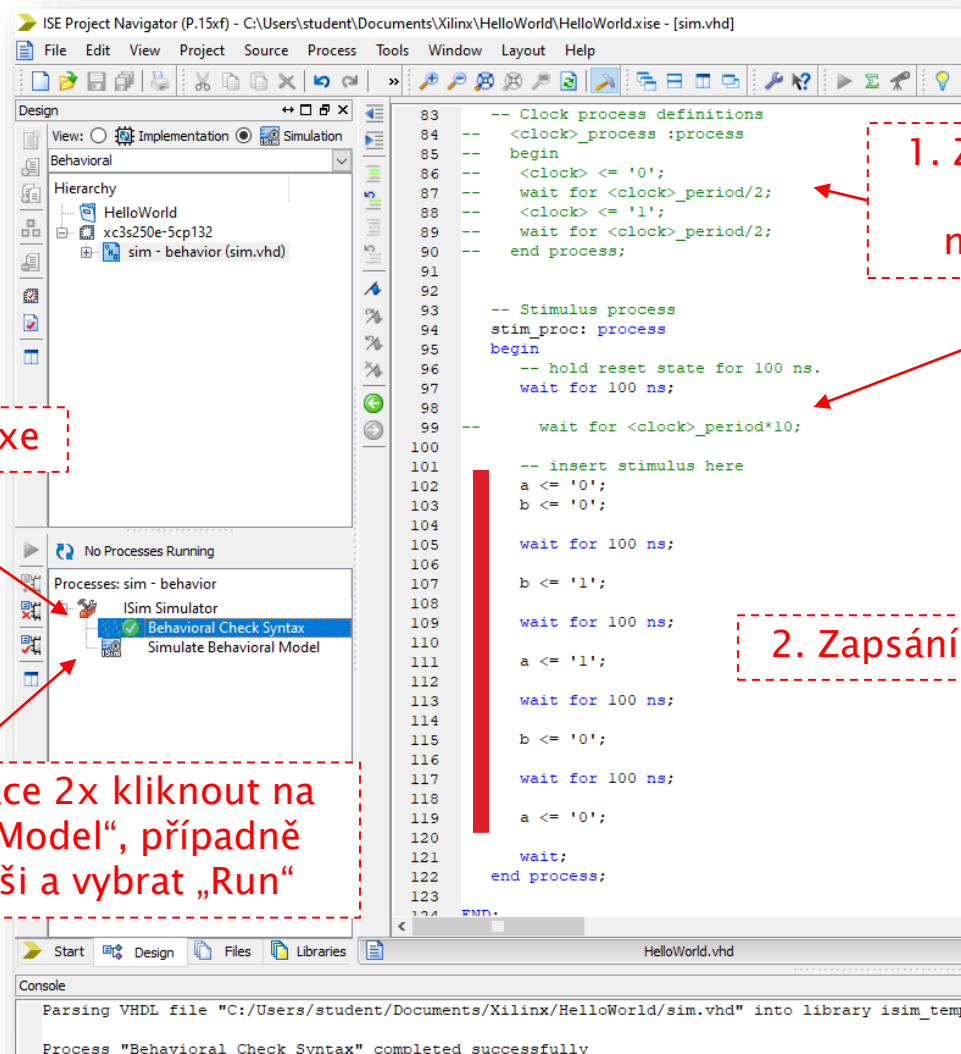 ISE Project Navigator (P.15xf) - C:\Users\student\Documents\Xilinx\HelloWorld\HelloWorld.xise - [sim.vhd]
File Edit View Project Source Process Tools Window Layout Help
Design
View: Implementation Simulation
Behavioral
Hierarchy
HelloWorld
xc3s250e-5cp132
sim - behavior (sim.vhd)
xe
No Processes Running
Processes: sim - behavior
ISim Simulator
Behavioral Check Syntax
Simulate Behavioral Model
ce 2x kliknout na
Model“, případně
ši a vybrat „Run“
83 -- Clock process definitions
84 -- <clock>_process :process
85 -- begin
86 -- <clock> <= '0';
87 -- wait for <clock>_period/2;
88 -- <clock> <= '1';
89 -- wait for <clock>_period/2;
90 -- end process;
91
92
93 -- Stimulus process
94 stim_proc: process
95 begin
96 -- hold reset state for 100 ns.
97 wait for 100 ns;
98
99 -- wait for <clock>_period*10;
100
101 -- insert stimulus here
102 a <= '0';
103 b <= '0';
104
105 wait for 100 ns;
106
107 b <= '1';
108
109 wait for 100 ns;
110
111 a <= '1';
112
113 wait for 100 ns;
114
115 b <= '0';
116
117 wait for 100 ns;
118
119 a <= '0';
120
121 wait;
122 end process;
123
124 END;
1. Z
n
2. Zapsání
Start Design Files Libraries
HelloWorld.vhd
Console
Parsing VHDL file "C:/Users/student/Documents/Xilinx/HelloWorld/sim.vhd" into library isim_tem
Process "Behavioral Check Syntax" completed successfully